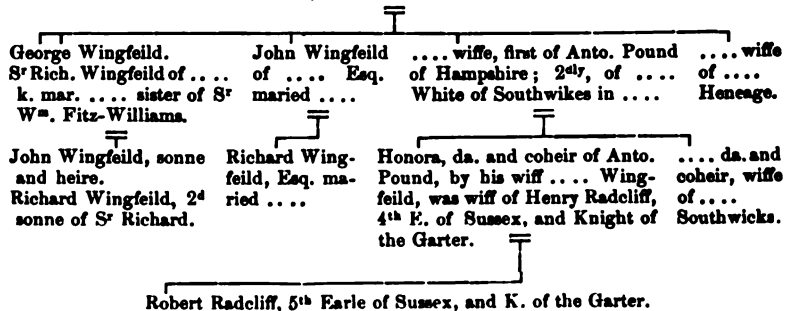 George Wingfeild.
Sʳ Rich. Wingfeild of ....
k. mar. .... sister of Sʳ
Wᵐ. Fitz-Williams.
John Wingfeild
of .... Esq.
maried ....
.... wiffe, first of Anto. Pound
of Hampshire; 2ᵈˡʸ, of ....
White of Southwikes in ....
.... wiffe
of ....
Heneage.
John Wingfeild, sonne
and heire.
Richard Wingfeild, 2ᵈ
sonne of Sʳ Richard.
Richard Wing-
feild, Esq. ma-
ried ....
Honora, da. and coheir of Anto.
Pound, by his wiff .... Wing-
feild, was wiff of Henry Radcliff,
4ᵗʰ E. of Sussex, and Knight of
the Garter.
.... da. and
coheir, wiffe
of ....
Southwicks.
Robert Radcliff, 5ᵗʰ Earle of Sussex, and K. of the Garter.